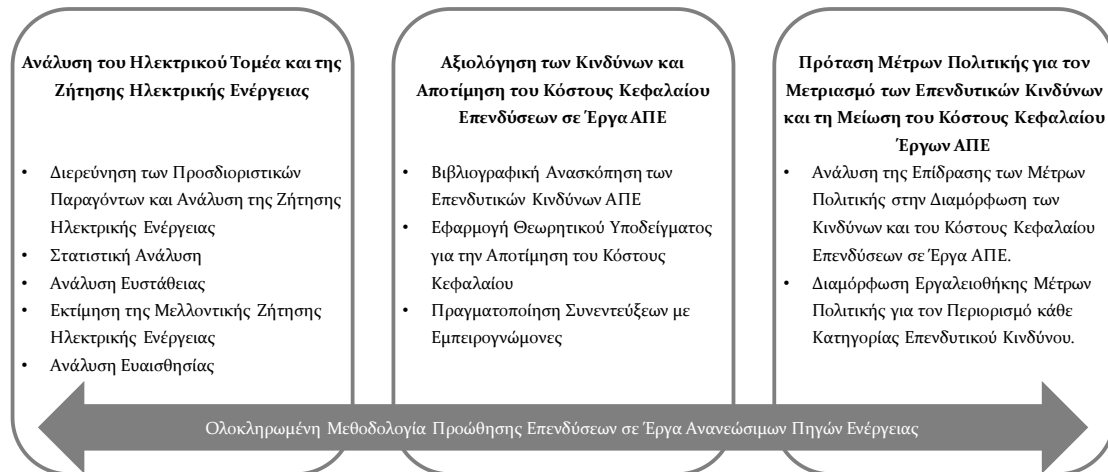 Ανάλυση του Ηλεκτρικού Τομέα και της
Ζήτησης Ηλεκτρικής Ενέργειας
• Διερεύνηση των Προσδιοριστικών
Παραγόντων και Ανάλυση της Ζήτησης
Ηλεκτρικής Ενέργειας
• Στατιστική Ανάλυση
• Ανάλυση Ευστάθειας
• Εκτίμηση της Μελλοντικής Ζήτησης
Ηλεκτρικής Ενέργειας
• Ανάλυση Ευαισθησίας
Αξιολόγηση των Κινδύνων και
Αποτίμηση του Κόστους Κεφαλαίου
Επενδύσεων σε Έργα ΑΠΕ
• Βιβλιογραφική Ανασκόπηση των
Επενδυτικών Κινδύνων ΑΠΕ
• Εφαρμογή Θεωρητικού Υποδείγματος
για την Αποτίμηση του Κόστους
Κεφαλαίου
• Πραγματοποίηση Συνεντεύξεων με
Εμπειρογνώμονες
Πρόταση Μέτρων Πολιτικής για τον
Μετριασμό των Επενδυτικών Κινδύνων
και τη Μείωση του Κόστους Κεφαλαίου
Έργων ΑΠΕ
• Ανάλυση της Επίδρασης των Μέτρων
Πολιτικής στην Διαμόρφωση των
Κινδύνων και του Κόστους Κεφαλαίου
Επενδύσεων σε Έργα ΑΠΕ.
• Διαμόρφωση Εργαλειοθήκης Μέτρων
Πολιτικής για τον Περιορισμό κάθε
Κατηγορίας Επενδυτικού Κινδύνου.
Ολοκληρωμένη Μεθοδολογία Προώθησης Επενδύσεων σε Έργα Ανανεώσιμων Πηγών Ενέργειας